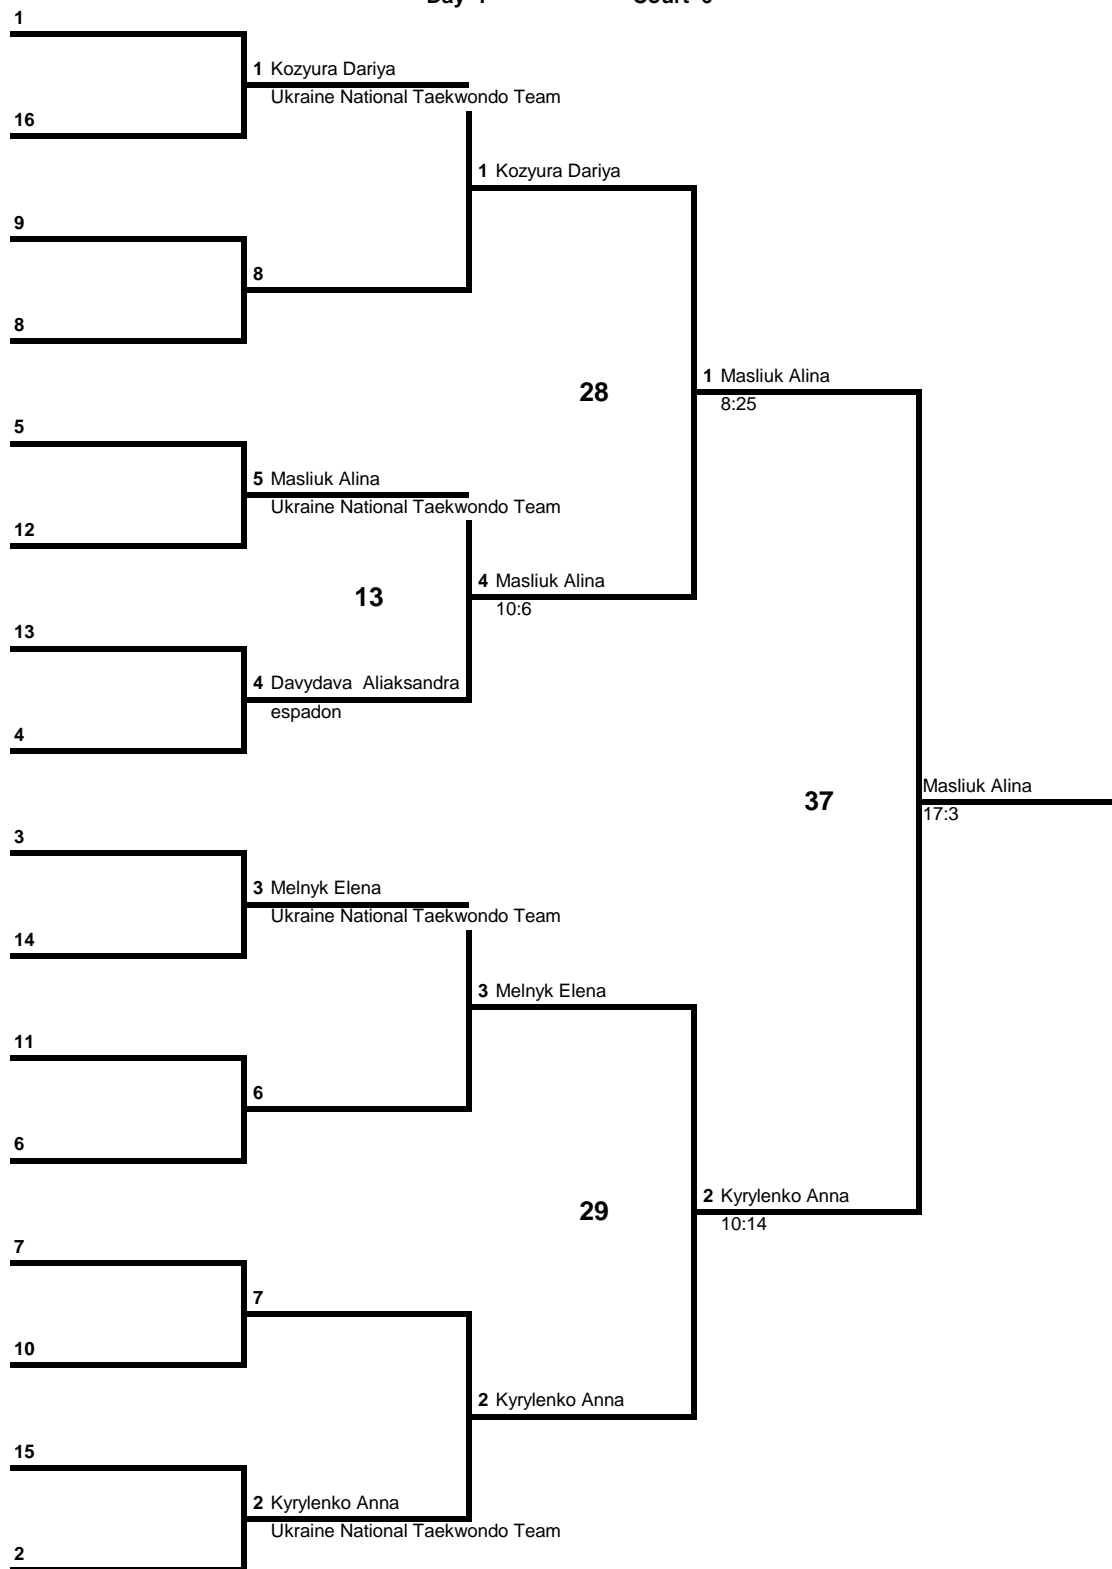 1
1 Kozyura Dariya
Ukraine National Taekwondo Team
16
1 Kozyura Dariya
9
8
8
28
1 Masliuk Alina
8:25
5
5 Masliuk Alina
Ukraine National Taekwondo Team
12
4 Masliuk Alina
10:6
13
13
4 Davydava Aliaksandra
espadon
4
37
Masliuk Alina
17:3
3
3 Melnyk Elena
Ukraine National Taekwondo Team
14
3 Melnyk Elena
11
6
6
29
2 Kyrylenko Anna
10:14
7
7
10
2 Kyrylenko Anna
15
2 Kyrylenko Anna
Ukraine National Taekwondo Team
2